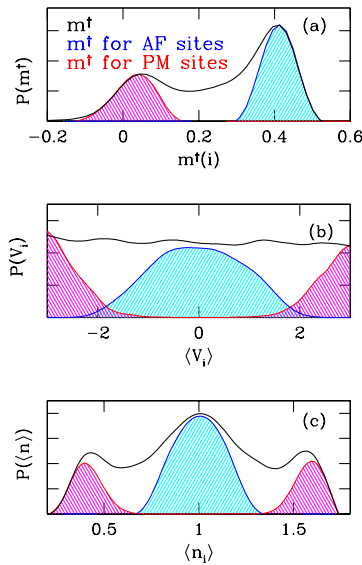 m† (a)
m† for AF sites
m† for PM sites
P(m†)
−0.2 0 0.2 0.4 0.6
m†(i)
(b)
P(V_i)
−2 0 2
⟨V_i⟩
(c)
P(⟨n⟩)
0.5 1 1.5
⟨n_i⟩